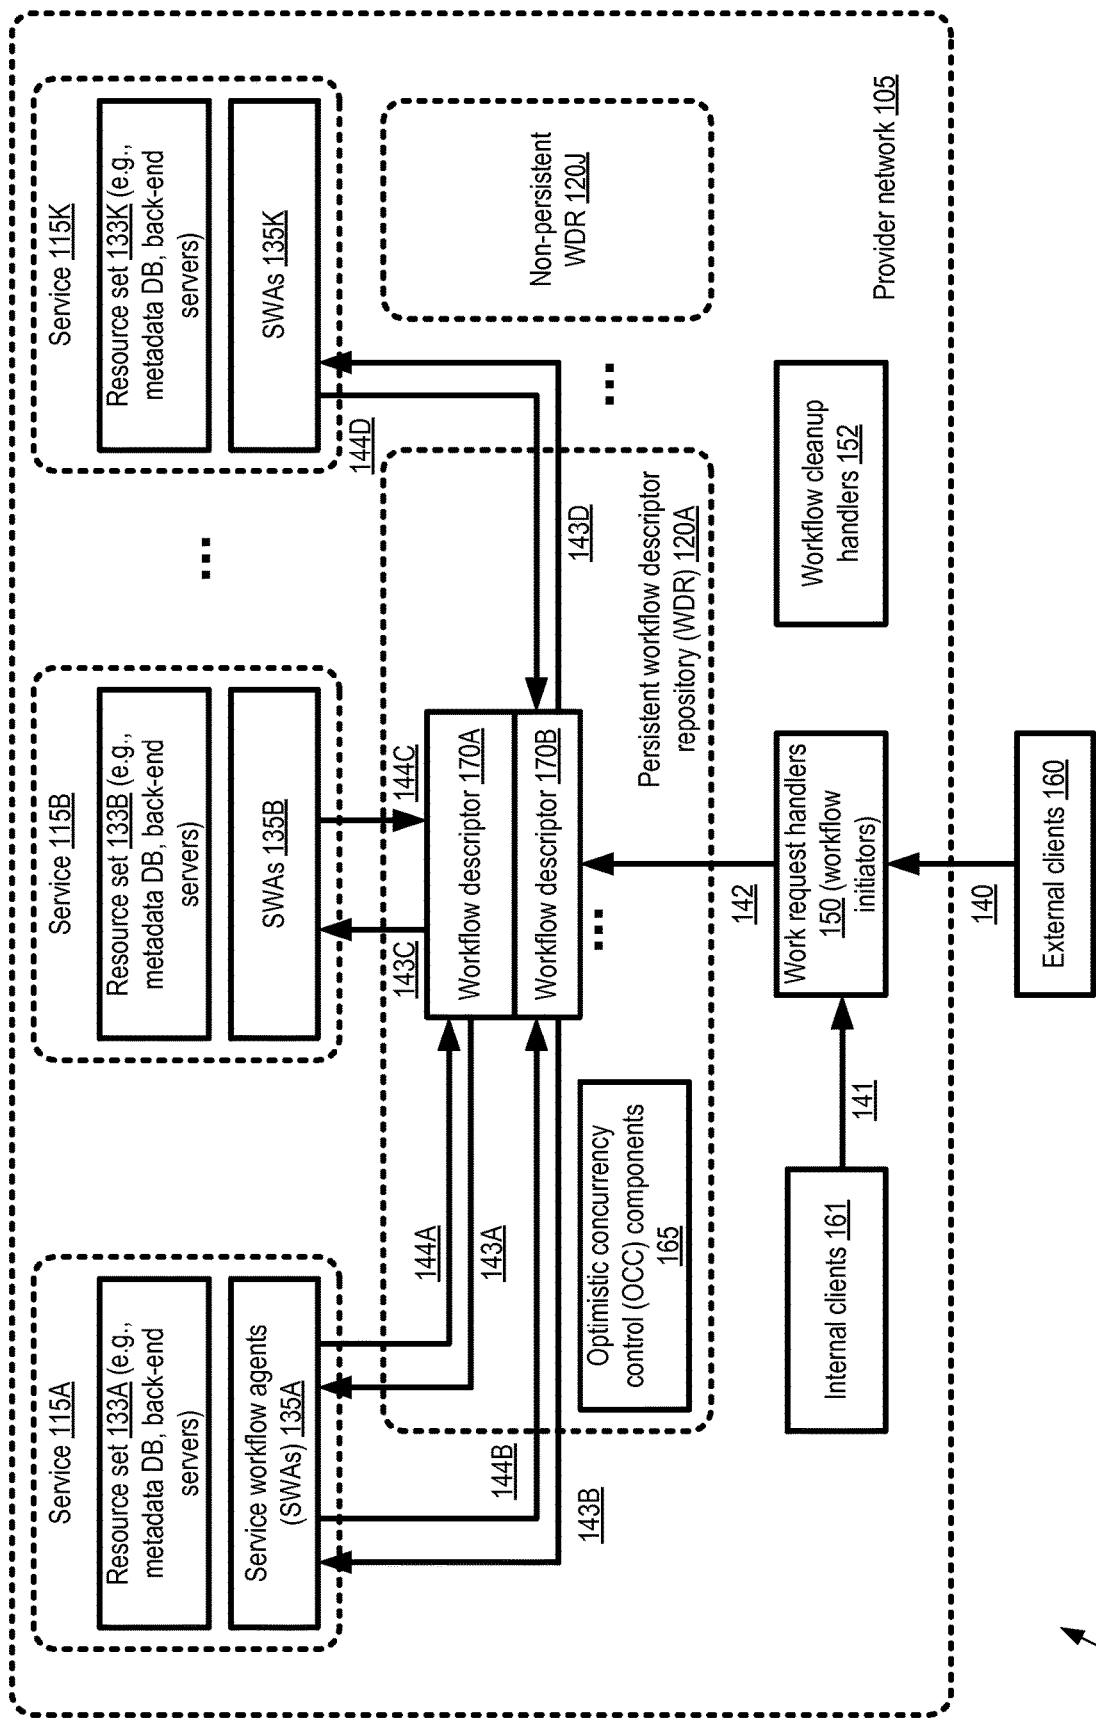 Service 115A
Resource set 133A (e.g.,
metadata DB, back-end
servers)
Service workflow agents
(SWAs) 135A
Service 115B
Resource set 133B (e.g.,
metadata DB, back-end
servers)
SWAs 135B
...
Service 115K
Resource set 133K (e.g.,
metadata DB, back-end
servers)
SWAs 135K
144A
143A
144B
143B
143C
144C
144D
143D
Workflow descriptor 170A
Workflow descriptor 170B
...
Optimistic concurrency
control (OCC) components
165
Persistent workflow descriptor
repository (WDR) 120A
...
Non-persistent
WDR 120J
142
Internal clients 161
141
Work request handlers
150 (workflow
initiators)
Workflow cleanup
handlers 152
Provider network 105
140
External clients 160